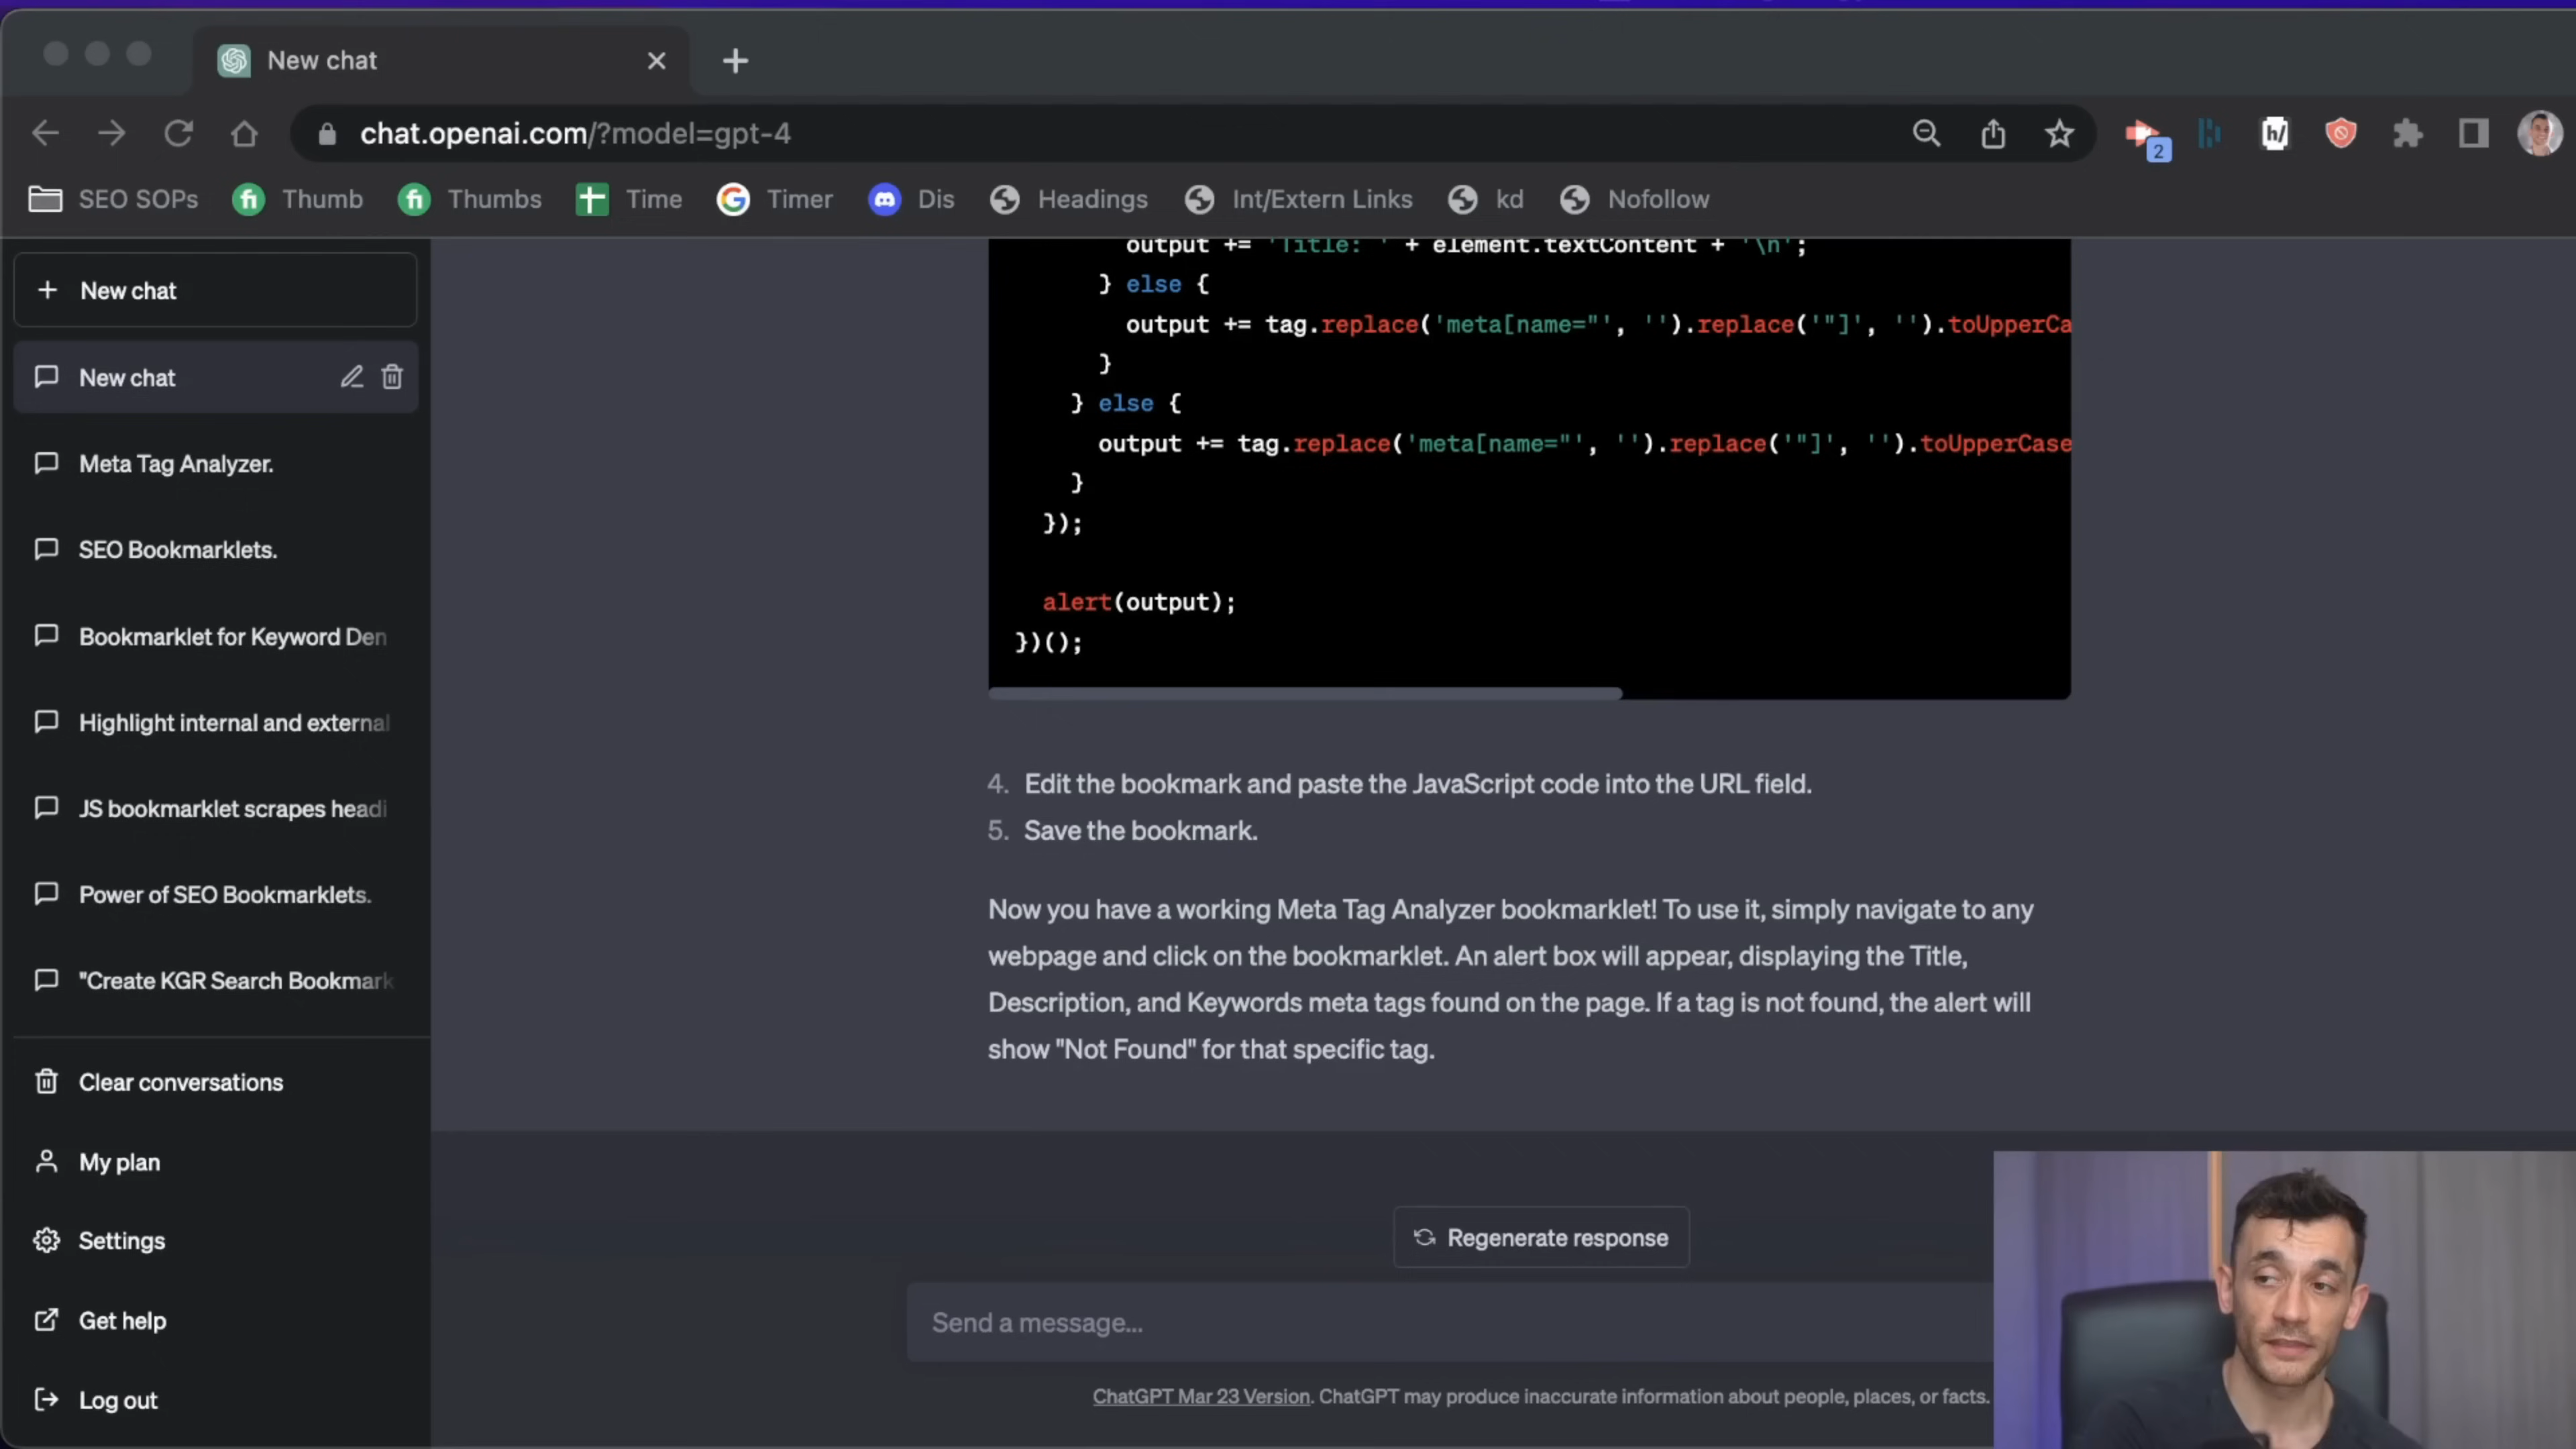 New chat
chat.openai.com/?model=gpt-4
2
h/
SEO SOPs
fi Thumb
fi Thumbs
Time
G Timer
Dis
Headings
Int/Extern Links
kd
Nofollow
New chat
New chat
Meta Tag Analyzer.
SEO Bookmarklets.
Bookmarklet for Keyword Den
Highlight internal and external
JS bookmarklet scrapes headi
Power of SEO Bookmarklets.
"Create KGR Search Bookmark
Clear conversations
My plan
Settings
Get help
Log out
output += 'Title: ' + element.textContent + '\n';
} else {
output += tag.replace('meta[name="', '').replace('"]', '').toUpperCa
}
} else {
output += tag.replace('meta[name="', '').replace('"]', '').toUpperCase
}
});
alert(output);
})();
4. Edit the bookmark and paste the JavaScript code into the URL field.
5. Save the bookmark.
Now you have a working Meta Tag Analyzer bookmarklet! To use it, simply navigate to any
webpage and click on the bookmarklet. An alert box will appear, displaying the Title,
Description, and Keywords meta tags found on the page. If a tag is not found, the alert will
show "Not Found" for that specific tag.
Regenerate response
Send a message...
ChatGPT Mar 23 Version. ChatGPT may produce inaccurate information about people, places, or facts.